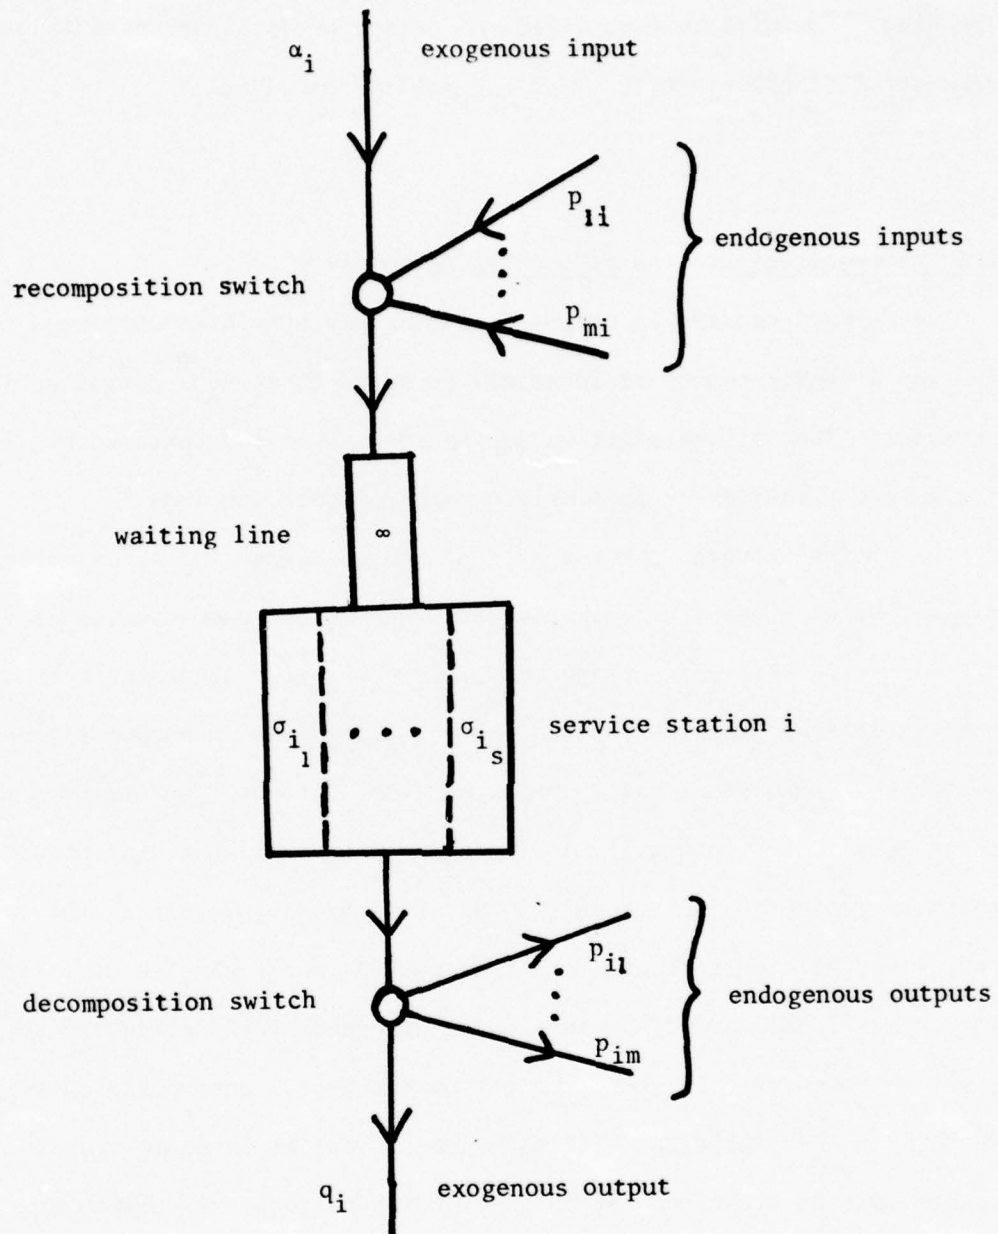 α_i exogenous input
p_1i
endogenous inputs
recomposition switch
p_mi
waiting line ∞
σ_i_1 ... σ_i_s service station i
p_i1
decomposition switch endogenous outputs
p_im
q_i exogenous output